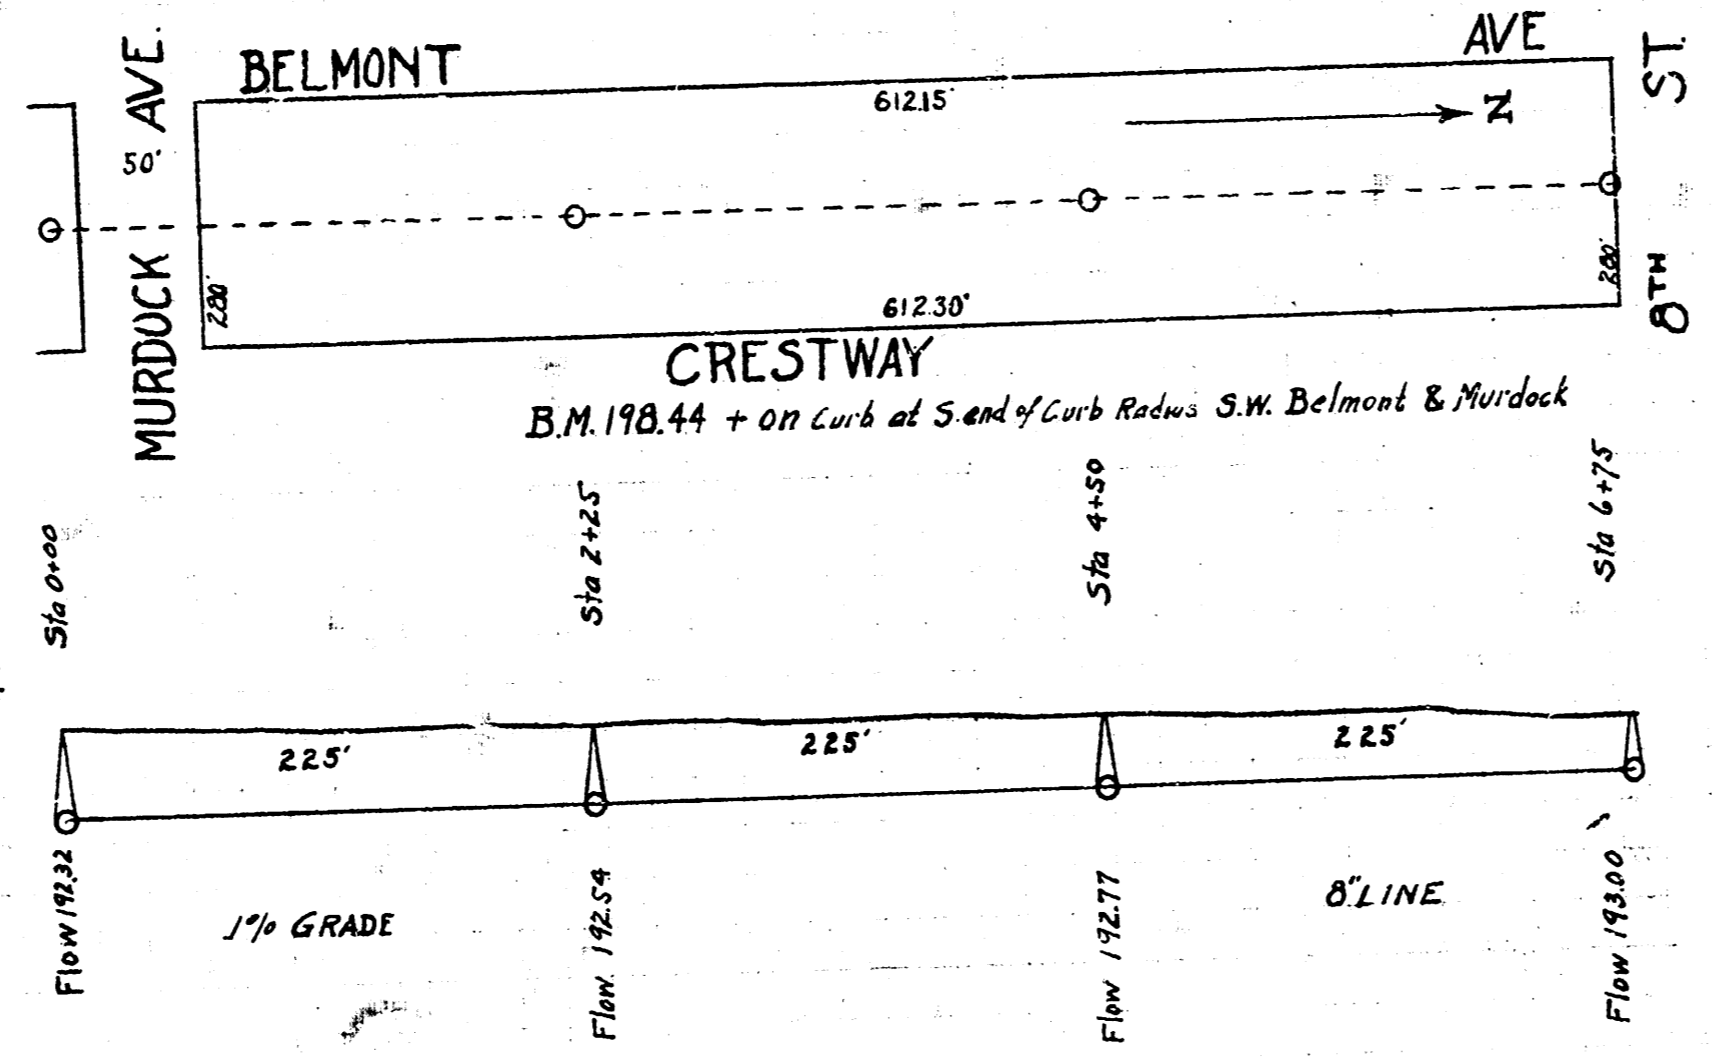 BELMONT AVE
612.15'
N
MURDUCK AVE.
50'
8TH ST.
280'
280'
612.30'
CRESTWAY
B.M. 198.44 + on Curb at S. end of Curb Radius S.W. Belmont & Murdock
Sta 0+00
Sta 2+25
Sta 4+50
Sta 6+75
225'
225'
225'
Flow 192.32
Flow 192.54
Flow 192.77
Flow 193.00
.1% GRADE
8" LINE